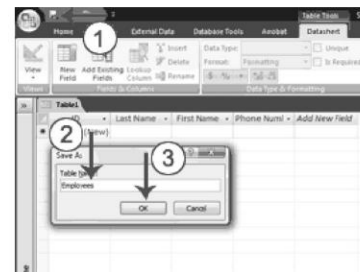 Table Tools
Home External Data Database Tools Acrobat Datasheet
1
View New Field Add Existing Fields Lookup Column Insert Delete Rename Data Type: Format: Formatting Unique Is Required
Views Fields & Columns Data Type & Formatting
Table1
ID Last Name First Name Phone Numl Add New Field
(New)
2
3
Save As
Table Name:
Employees
OK Cancel